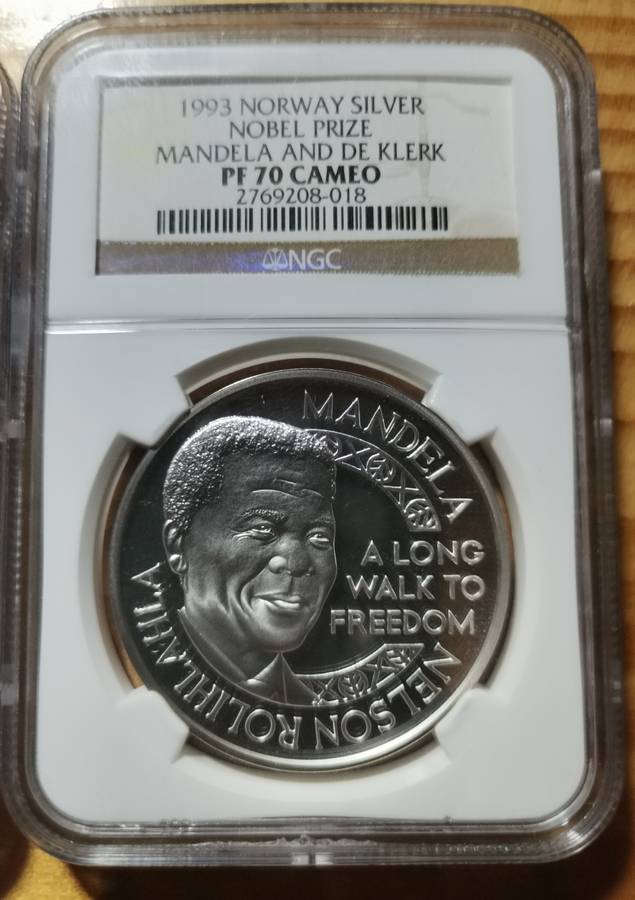 1993 NORWAY SILVER
NOBEL PRIZE
MANDELA AND DE KLERK
PF 70 CAMEO
2769208-018
NGC
MANDELA
A LONG
WALK TO
FREEDOM
NELSON ROLIHLAHLA